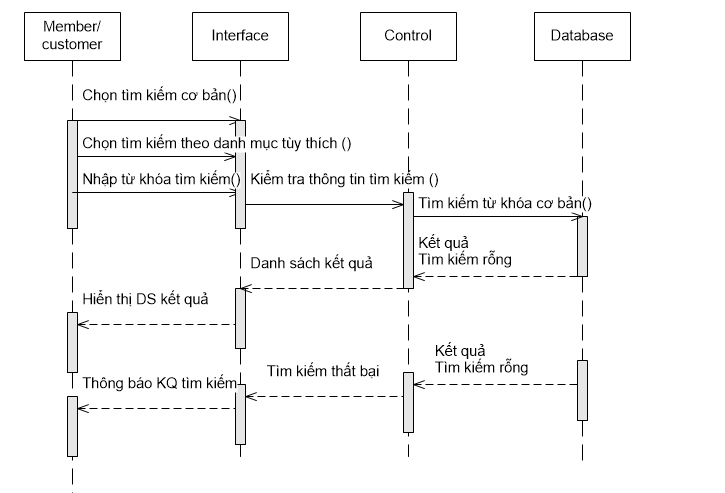 Member/
customer
Interface
Control
Database
Chọn tìm kiếm cơ bản()
Chọn tìm kiếm theo danh mục tùy thích ()
Nhập từ khóa tìm kiếm()
Kiểm tra thông tin tìm kiếm ()
Tìm kiếm từ khóa cơ bản()
Kết quả
Tìm kiếm rỗng
Danh sách kết quả
Hiển thị DS kết quả
Kết quả
Tìm kiếm rỗng
Tìm kiếm thất bại
Thông báo KQ tìm kiếm